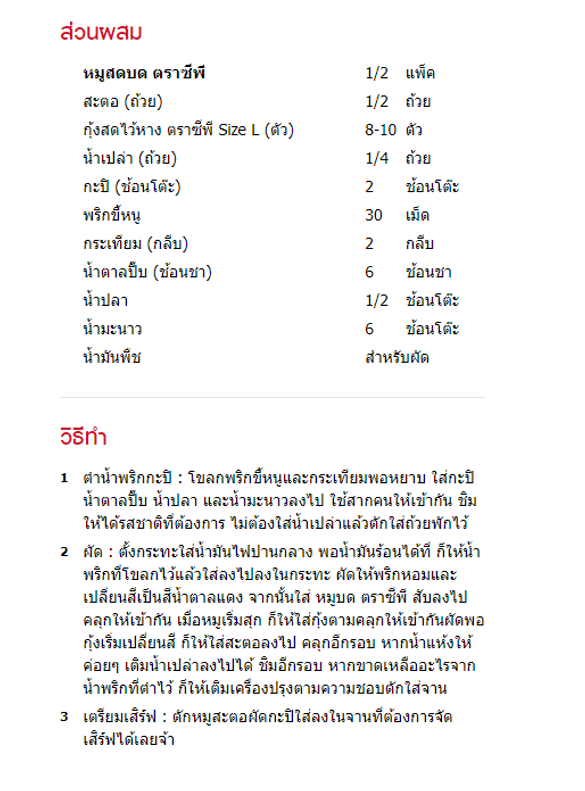 ส่วนผสม
หมูสดบด ตราซีพี 1/2 แพ็ค
สะตอ (ถ้วย) 1/2 ถ้วย
กุ้งสดไว้หาง ตราซีพี Size L (ตัว) 8-10 ตัว
น้ำเปล่า (ถ้วย) 1/4 ถ้วย
กะปิ (ช้อนโต๊ะ) 2 ช้อนโต๊ะ
พริกขี้หนู 30 เม็ด
กระเทียม (กลีบ) 2 กลีบ
น้ำตาลปี๊บ (ช้อนชา) 6 ช้อนชา
น้ำปลา 1/2 ช้อนโต๊ะ
น้ำมะนาว 6 ช้อนโต๊ะ
น้ำมันพืช สำหรับผัด
วิธีทำ
1 ตำน้ำพริกกะปิ : โขลกพริกขี้หนูและกระเทียมพอหยาบ ใส่กะปิ
น้ำตาลปี๊บ น้ำปลา และน้ำมะนาวลงไป ใช้สากคนให้เข้ากัน ชิม
ให้ได้รสชาติที่ต้องการ ไม่ต้องใส่น้ำเปล่าแล้วตักใส่ถ้วยพักไว้
2 ผัด : ตั้งกระทะใส่น้ำมันไฟปานกลาง พอน้ำมันร้อนได้ที่ ก็ให้นำ้
พริกที่โขลกไว้แล้วใส่ลงไปลงในกระทะ ผัดให้พริกหอมและ
เปลี่ยนสีเป็นสีน้ำตาลแดง จากนั้นใส่ หมูบด ตราซีพี สับลงไป
คลุกให้เข้ากัน เมื่อหมูเริ่มสุก ก็ให้ใส่กุ้งตามคลุกให้เข้ากันผัดพอ
กุ้งเริ่มเปลี่ยนสี ก็ให้ใส่สะตอลงไป คลุกอีกรอบ หากน้ำแห้งให้
ค่อยๆ เติมน้ำเปล่าลงไปได้ ชิมอีกรอบ หากขาดเหลืออะไรจาก
น้ำพริกที่ตำไว้ ก็ให้เติมเครื่องปรุงตามความชอบตักใส่จาน
3 เตรียมเสิร์ฟ : ตักหมูสะตอผัดกะปิใส่ลงในจานที่ต้องการจัด
เสิร์ฟได้เลยจ้า